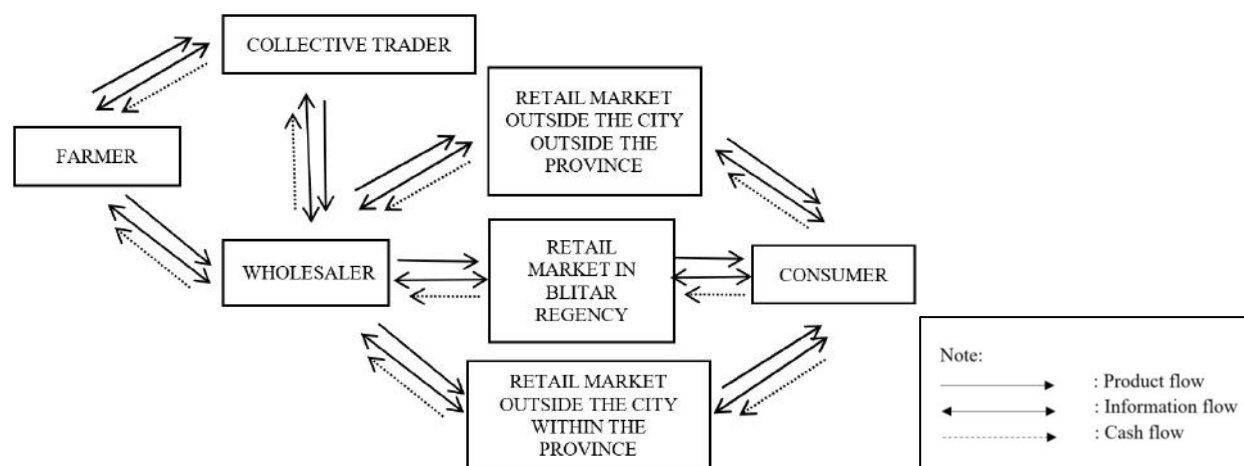 COLLECTIVE TRADER
RETAIL MARKET
OUTSIDE THE CITY
OUTSIDE THE
PROVINCE
FARMER
WHOLESALER
RETAIL
MARKET IN
BLITAR
REGENCY
CONSUMER
RETAIL MARKET
OUTSIDE THE CITY
WITHIN THE
PROVINCE
Note:
: Product flow
: Information flow
: Cash flow